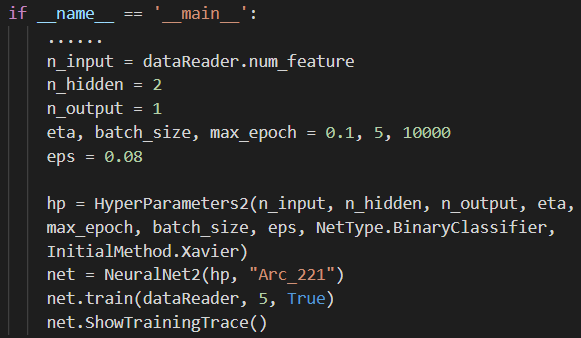 if __name__ == '__main__':
......
n_input = dataReader.num_feature
n_hidden = 2
n_output = 1
eta, batch_size, max_epoch = 0.1, 5, 10000
eps = 0.08
hp = HyperParameters2(n_input, n_hidden, n_output, eta,
max_epoch, batch_size, eps, NetType.BinaryClassifier,
InitialMethod.Xavier)
net = NeuralNet2(hp, "Arc_221")
net.train(dataReader, 5, True)
net.ShowTrainingTrace()